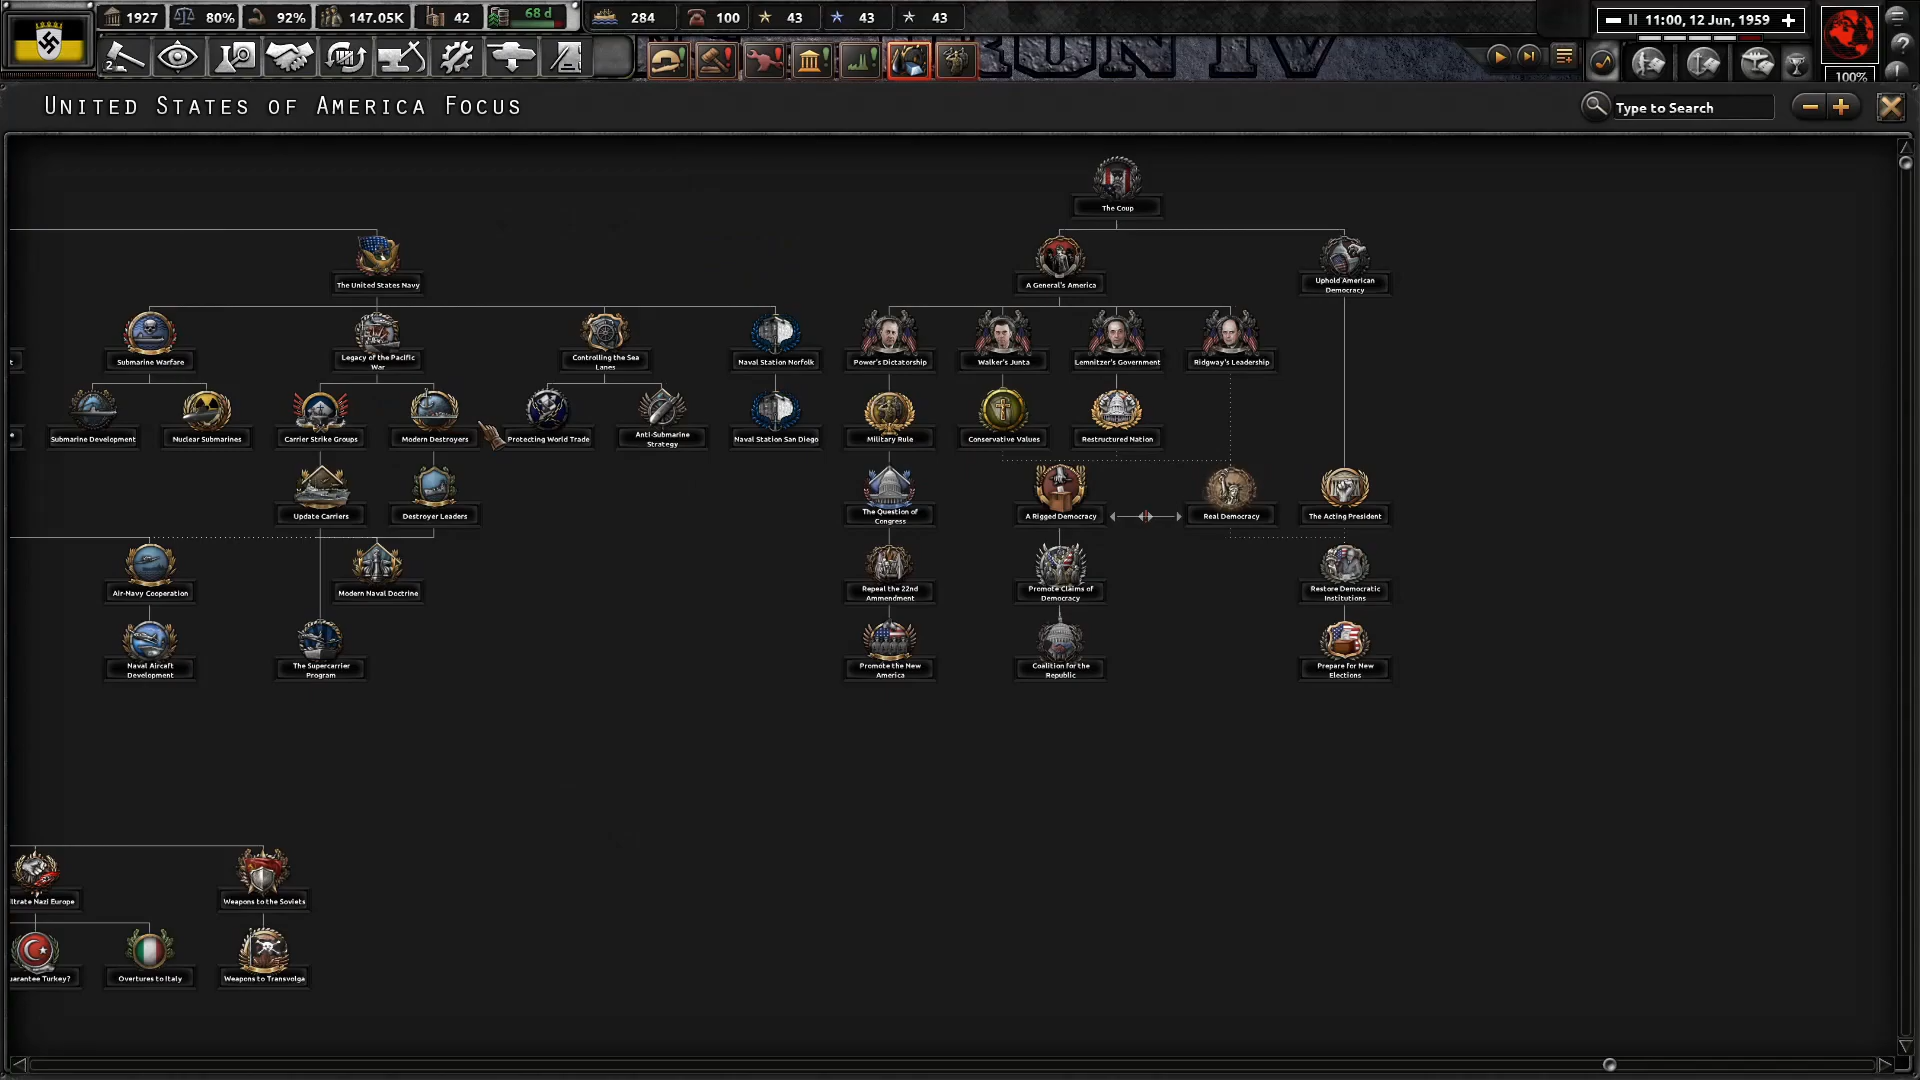 1927 80% 92% 147.05K 42 68 d 284 100 43 43 43
11:00, 12 Jun, 1959
100%
United States of America Focus
Type to Search
The Coup
The United States Navy
A General's America
Uphold American
Democracy
Submarine Warfare
Legacy of the Pacific
War
Controlling the Sea
Lanes
Naval Station Norfolk
Power's Dictatorship
Walker's Junta
Lemnitzer's Government
Ridgway's Leadership
Submarine Development
Nuclear Submarines
Carrier Strike Groups
Modern Destroyers
Protecting World Trade
Anti-Submarine
Strategy
Naval Station San Diego
Military Rule
Conservative Values
Restructured Nation
Update Carriers
Destroyer Leaders
The Question of
Congress
A Rigged Democracy
Real Democracy
The Acting President
Air-Navy Cooperation
Modern Naval Doctrine
Repeal the 22nd
Ammendment
Promote Claims of
Democracy
Restore Democratic
Institutions
Naval Aircaft
Development
The Supercarrier
Program
Promote the New
America
Coalition for the
Republic
Prepare for New
Elections
iltrate Nazi Europe
Weapons to the Soviets
arantee Turkey?
Overtures to Italy
Weapons to Transvolga